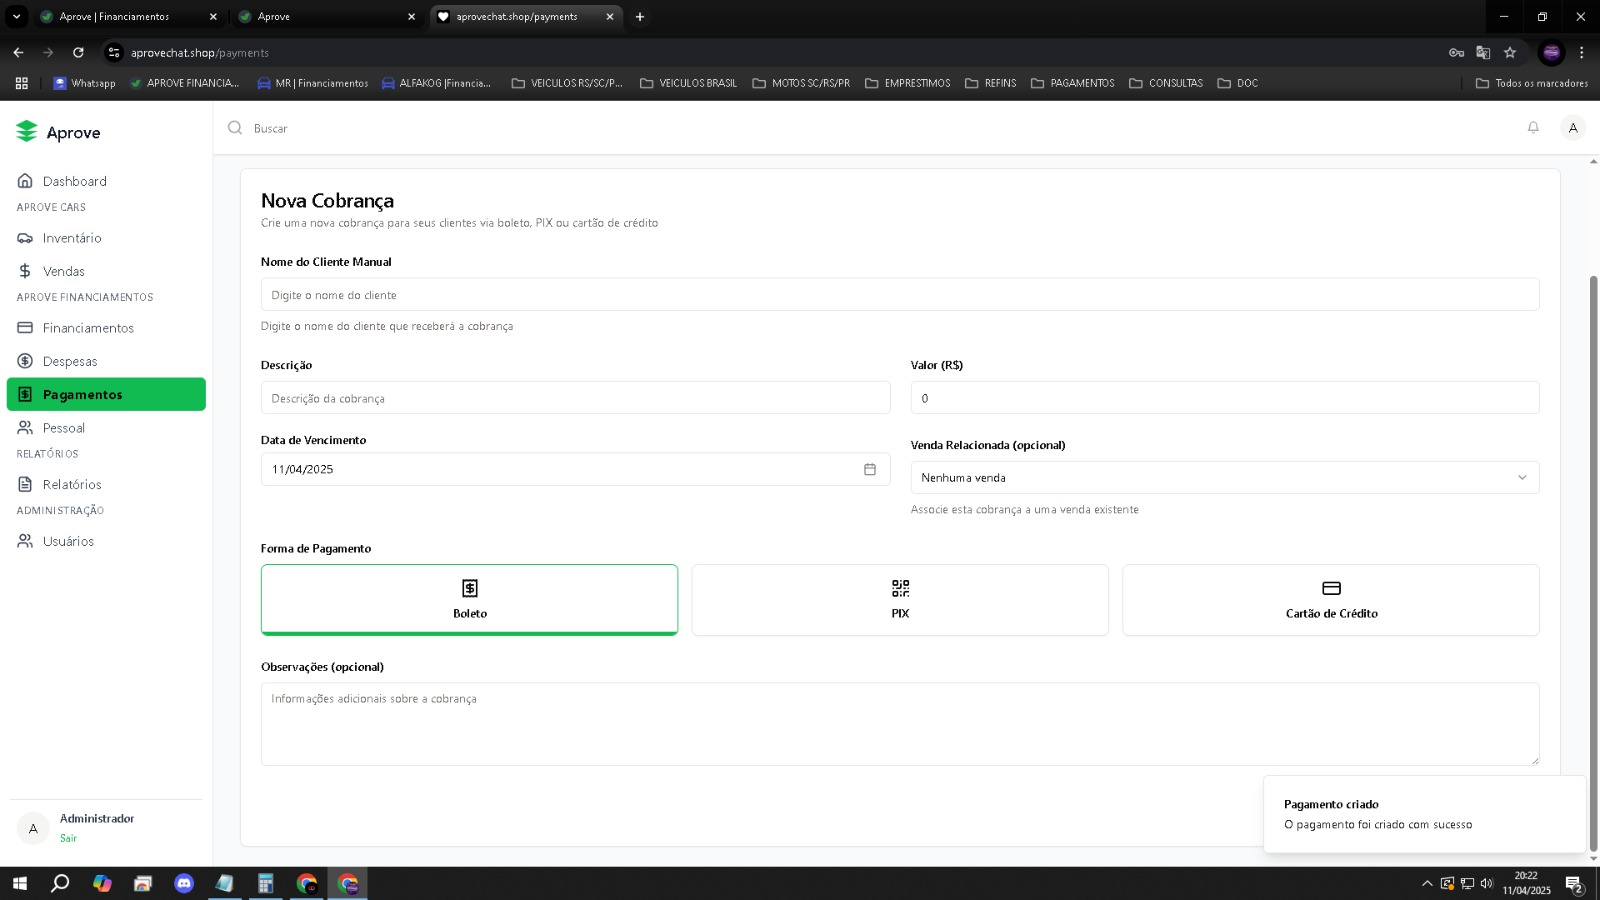 Aprove | Financiamentos
Aprove
aprovechat.shop/payments
aprovechat.shop/payments
Whatsapp
APROVE FINANCIA...
MR | Financiamentos
ALFAKOG |Financia...
VEICULOS RS/SC/P...
VEICULOS BRASIL
MOTOS SC/RS/PR
EMPRESTIMOS
REFINS
PAGAMENTOS
CONSULTAS
DOC
Todos os marcadores
Aprove
Buscar
A
Dashboard
APROVE CARS
Inventário
Vendas
APROVE FINANCIAMENTOS
Financiamentos
Despesas
Pagamentos
Pessoal
RELATÓRIOS
Relatórios
ADMINISTRAÇÃO
Usuários
A
Administrador
Sair
Nova Cobrança
Crie uma nova cobrança para seus clientes via boleto, PIX ou cartão de crédito
Nome do Cliente Manual
Digite o nome do cliente
Digite o nome do cliente que receberá a cobrança
Descrição
Descrição da cobrança
Valor (R$)
0
Data de Vencimento
11/04/2025
Venda Relacionada (opcional)
Nenhuma venda
Associe esta cobrança a uma venda existente
Forma de Pagamento
Boleto
PIX
Cartão de Crédito
Observações (opcional)
Informações adicionais sobre a cobrança
Pagamento criado
O pagamento foi criado com sucesso
20:22
11/04/2025
2